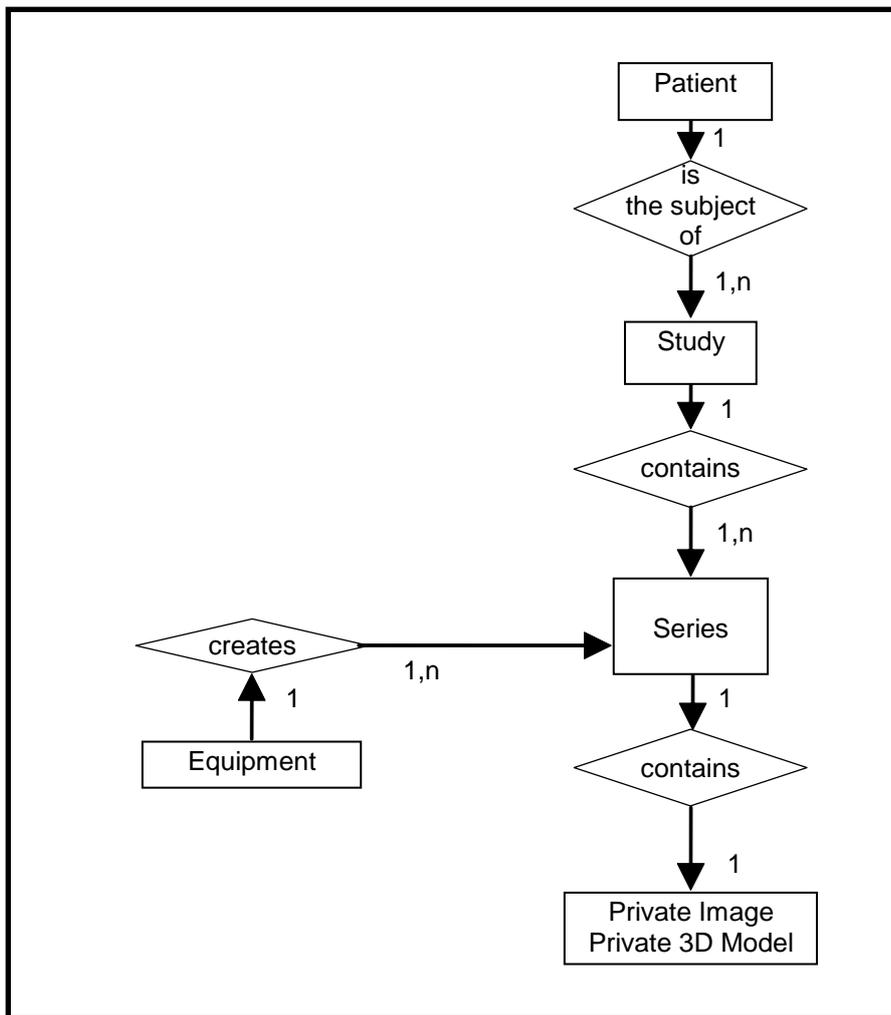 Patient
1
is
the subject
of
1,n
Study
1
contains
1,n
Series
creates
1,n
1
Equipment
1
contains
1
Private Image
Private 3D Model